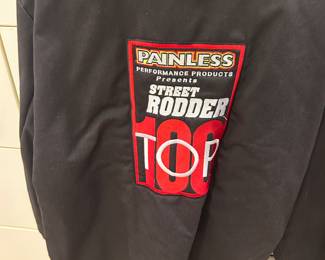 PAINLESS
PERFORMANCE PRODUCTS
Presents
STREET
RODDER
100
TOP